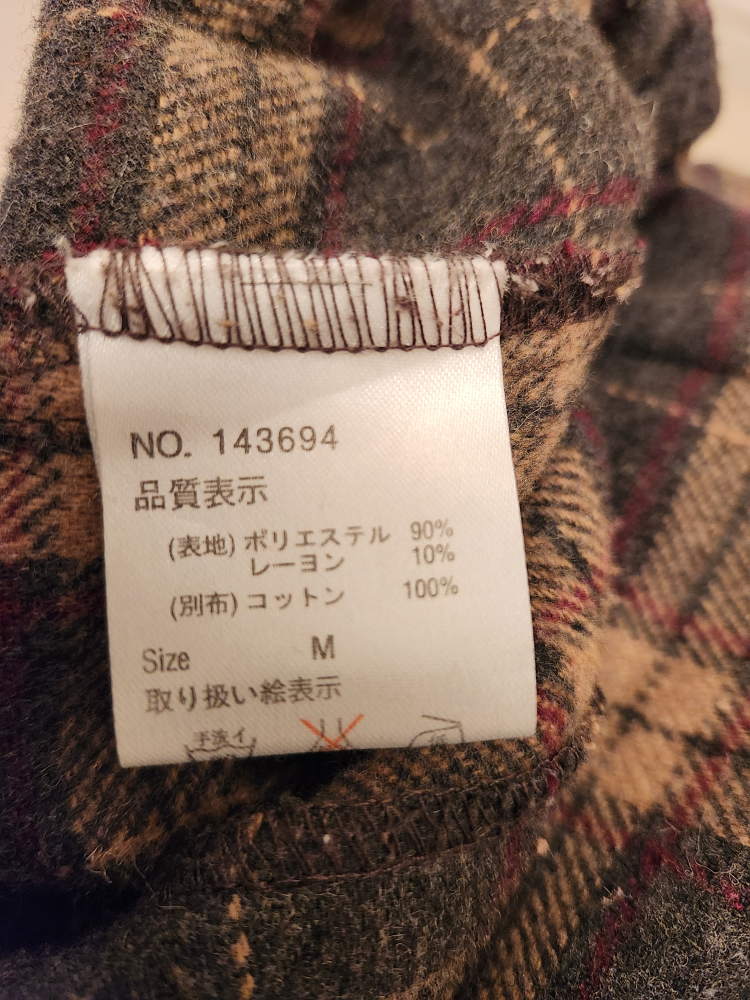 NO. 143694
品質表示
(表地) ポリエステル 90%
レーヨン 10%
(別布) コットン 100%
Size M
取り扱い絵表示
手洗イ